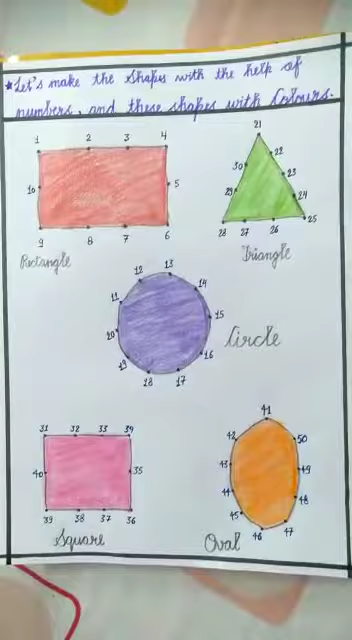 *Let's make the Shapes with the help of
numbers, and these shapes with Colours.
1 2 3 4
10 5
9 8 7 6
Rectangle
21
30 22
29 23
24
28 27 26 25
Triangle
12 13
11 14
20 15
19 16
18 17
Circle
31 32 33 34
40 35
39 38 37 36
Square
41
42 50
43 49
44 48
45 46 47
Oval